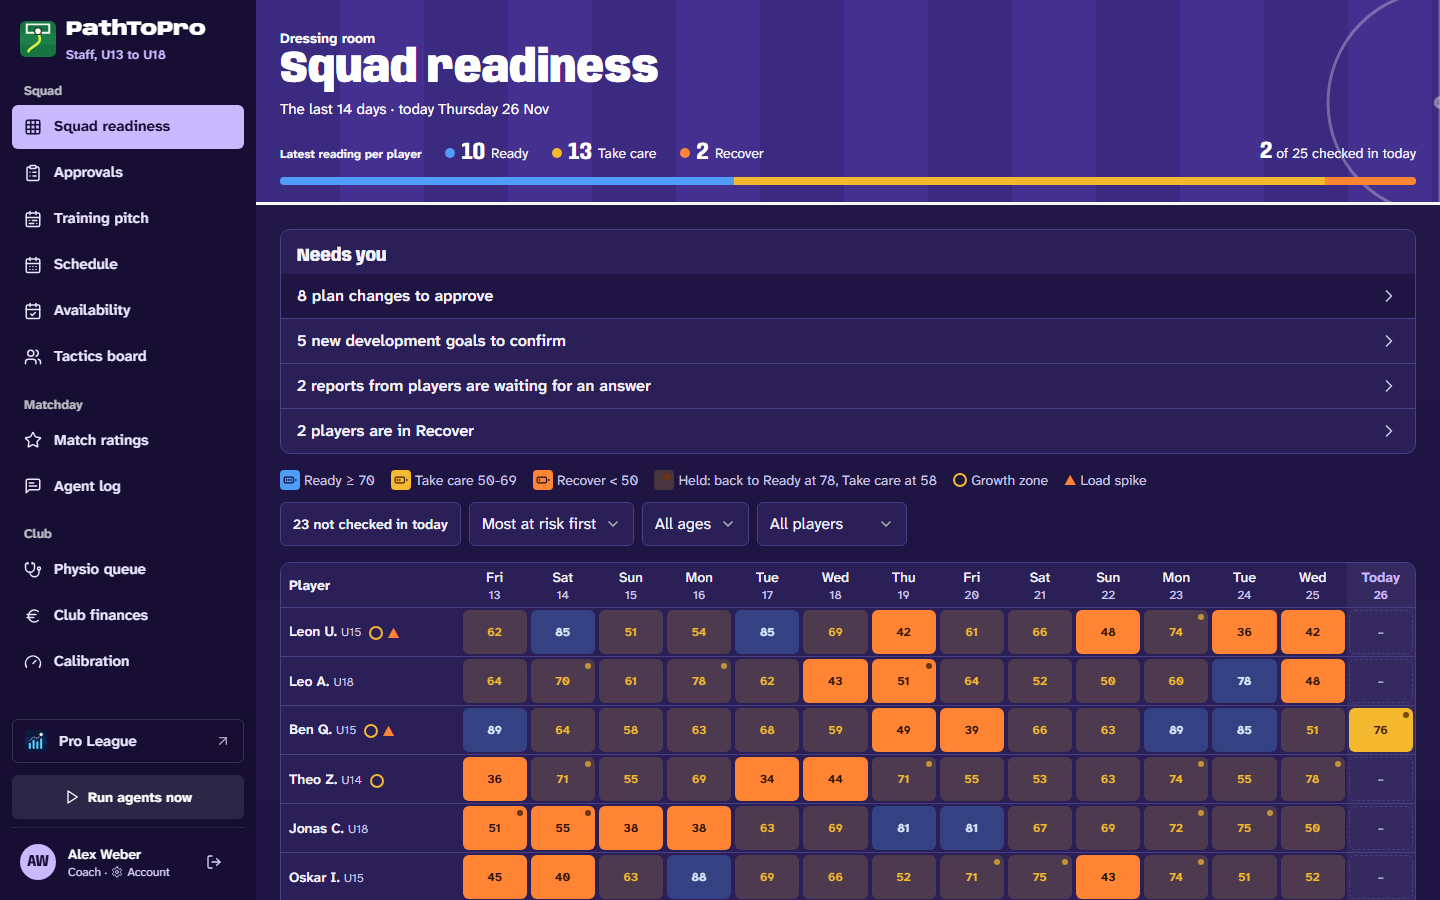 PathToPro
Staff, U13 to U18
Squad
Squad readiness
Approvals
Training pitch
Schedule
Availability
Tactics board
Matchday
Match ratings
Agent log
Club
Physio queue
Club finances
Calibration
Pro League
Run agents now
AW
Alex Weber
Coach · Account
Dressing room
Squad readiness
The last 14 days · today Thursday 26 Nov
Latest reading per player 10 Ready 13 Take care 2 Recover 2 of 25 checked in today
Needs you
8 plan changes to approve
5 new development goals to confirm
2 reports from players are waiting for an answer
2 players are in Recover
Ready ≥ 70 Take care 50-69 Recover < 50 Held: back to Ready at 78, Take care at 58 Growth zone Load spike
23 not checked in today Most at risk first All ages All players
Player Fri 13 Sat 14 Sun 15 Mon 16 Tue 17 Wed 18 Thu 19 Fri 20 Sat 21 Sun 22 Mon 23 Tue 24 Wed 25 Today 26
Leon U. U15 62 85 51 54 85 69 42 61 66 48 74 36 42 –
Leo A. U18 64 70 61 78 62 43 51 64 52 50 60 78 48 –
Ben Q. U15 89 64 58 63 68 59 49 39 66 63 89 85 51 76
Theo Z. U14 36 71 55 69 34 44 71 55 53 63 74 55 78 –
Jonas C. U18 51 55 38 38 63 69 81 81 67 69 72 75 50 –
Oskar I. U15 45 40 63 88 69 66 52 71 75 43 74 51 52 –